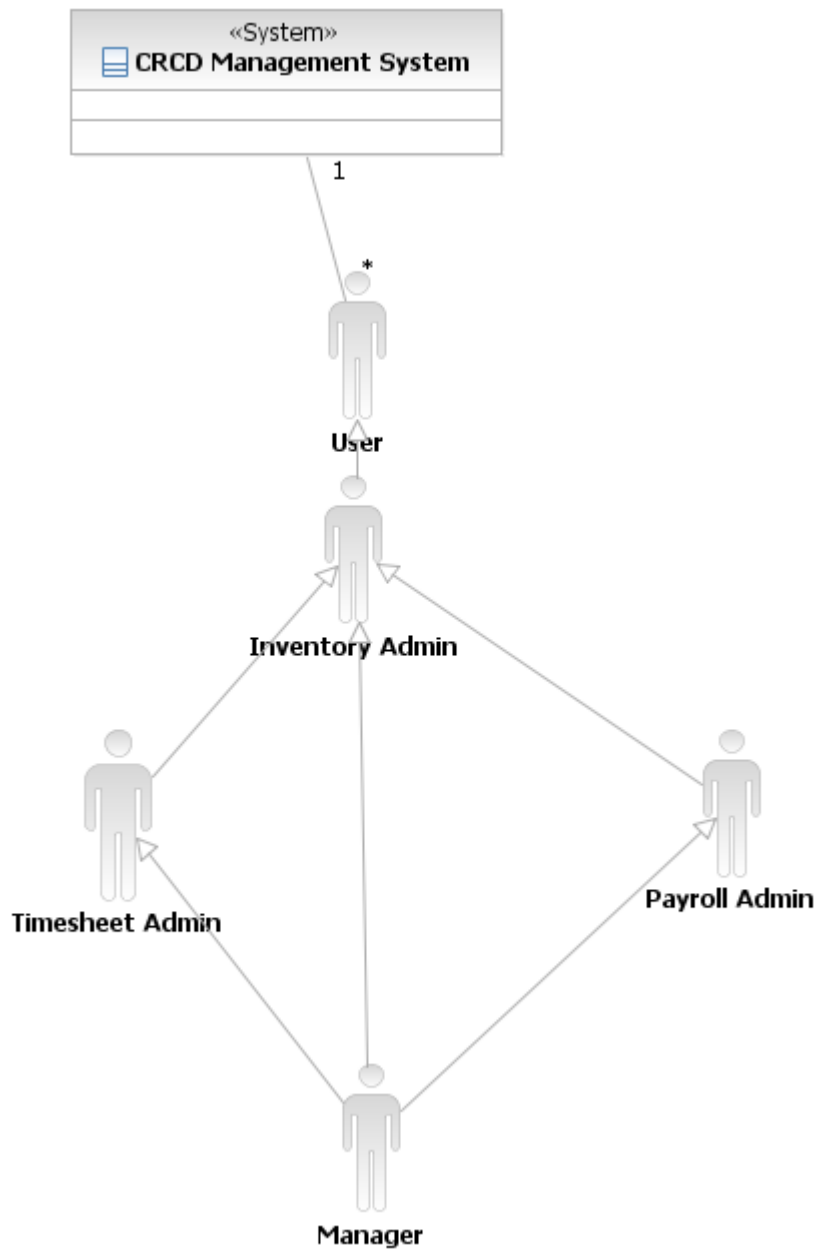 «System»
CRCD Management System
1
*
User
Inventory Admin
Timesheet Admin
Payroll Admin
Manager